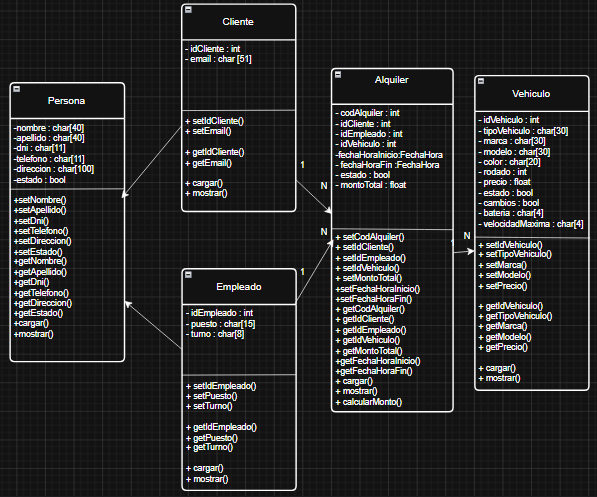 Cliente
- idCliente : int
- email : char [51]
+ setIdCliente()
+ setEmail()
+ getIdCliente()
+ getEmail()
+ cargar()
+ mostrar()
Persona
-nombre : char[40]
-apellido : char[40]
-dni : char[11]
-telefono : char[11]
-direccion : char[100]
-estado : bool
+setNombre()
+setApellido()
+setDni()
+setTelefono()
+setDireccion()
+setEstado()
+getNombre()
+getApellido()
+getDni()
+getTelefono()
+getDireccion()
+getEstado()
+cargar()
+mostrar()
Empleado
- idEmpleado : int
- puesto : char[15]
- turno : char[8]
+ setIdEmpleado()
+ setPuesto()
+ setTurno()
+ getIdEmpleado()
+ getPuesto()
+ getTurno()
+ cargar()
+ mostrar()
1
N
N
1
Alquiler
- codAlquiler : int
- idCliente : int
- idEmpleado : int
- idVehiculo : int
-fechaHoraInicio:FechaHora
- fechaHoraFin :FechaHora
- estado : bool
- montoTotal : float
+ setCodAlquiler()
+ setIdCliente()
+ setIdEmpleado()
+ setIdVehiculo()
+ setMontoTotal()
+setFechaHoraInicio()
+setFechaHoraFin()
+ getCodAlquiler()
+ getIdCliente()
+ getIdEmpleado()
+ getIdVehiculo()
+ getMontoTotal()
+getFechaHoraInicio()
+getFechaHoraFin()
+ cargar()
+ mostrar()
+ calcularMonto()
N
Vehiculo
- idVehiculo : int
- tipoVehiculo : char[30]
- marca : char[30]
- modelo : char[30]
- color : char[20]
- rodado : int
- precio : float
- estado : bool
- cambios : bool
- bateria : char[4]
- velocidadMaxima : char[4]
+ setIdVehiculo()
+ setTipoVehiculo()
+ setMarca()
+ setModelo()
+ setPrecio()
+ getIdVehiculo()
+ getTipoVehiculo()
+ getMarca()
+ getModelo()
+ getPrecio()
+ cargar()
+ mostrar()